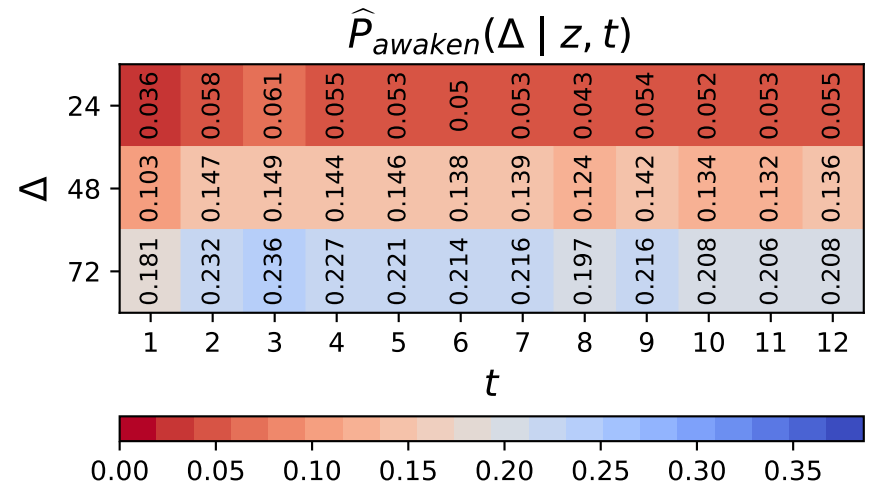 P̂_awaken(Δ | z, t)
Δ
24 0.036 0.058 0.061 0.055 0.053 0.05 0.053 0.043 0.054 0.052 0.053 0.055
48 0.103 0.147 0.149 0.144 0.146 0.138 0.139 0.124 0.142 0.134 0.132 0.136
72 0.181 0.232 0.236 0.227 0.221 0.214 0.216 0.197 0.216 0.208 0.206 0.208
1 2 3 4 5 6 7 8 9 10 11 12
t
0.00 0.05 0.10 0.15 0.20 0.25 0.30 0.35